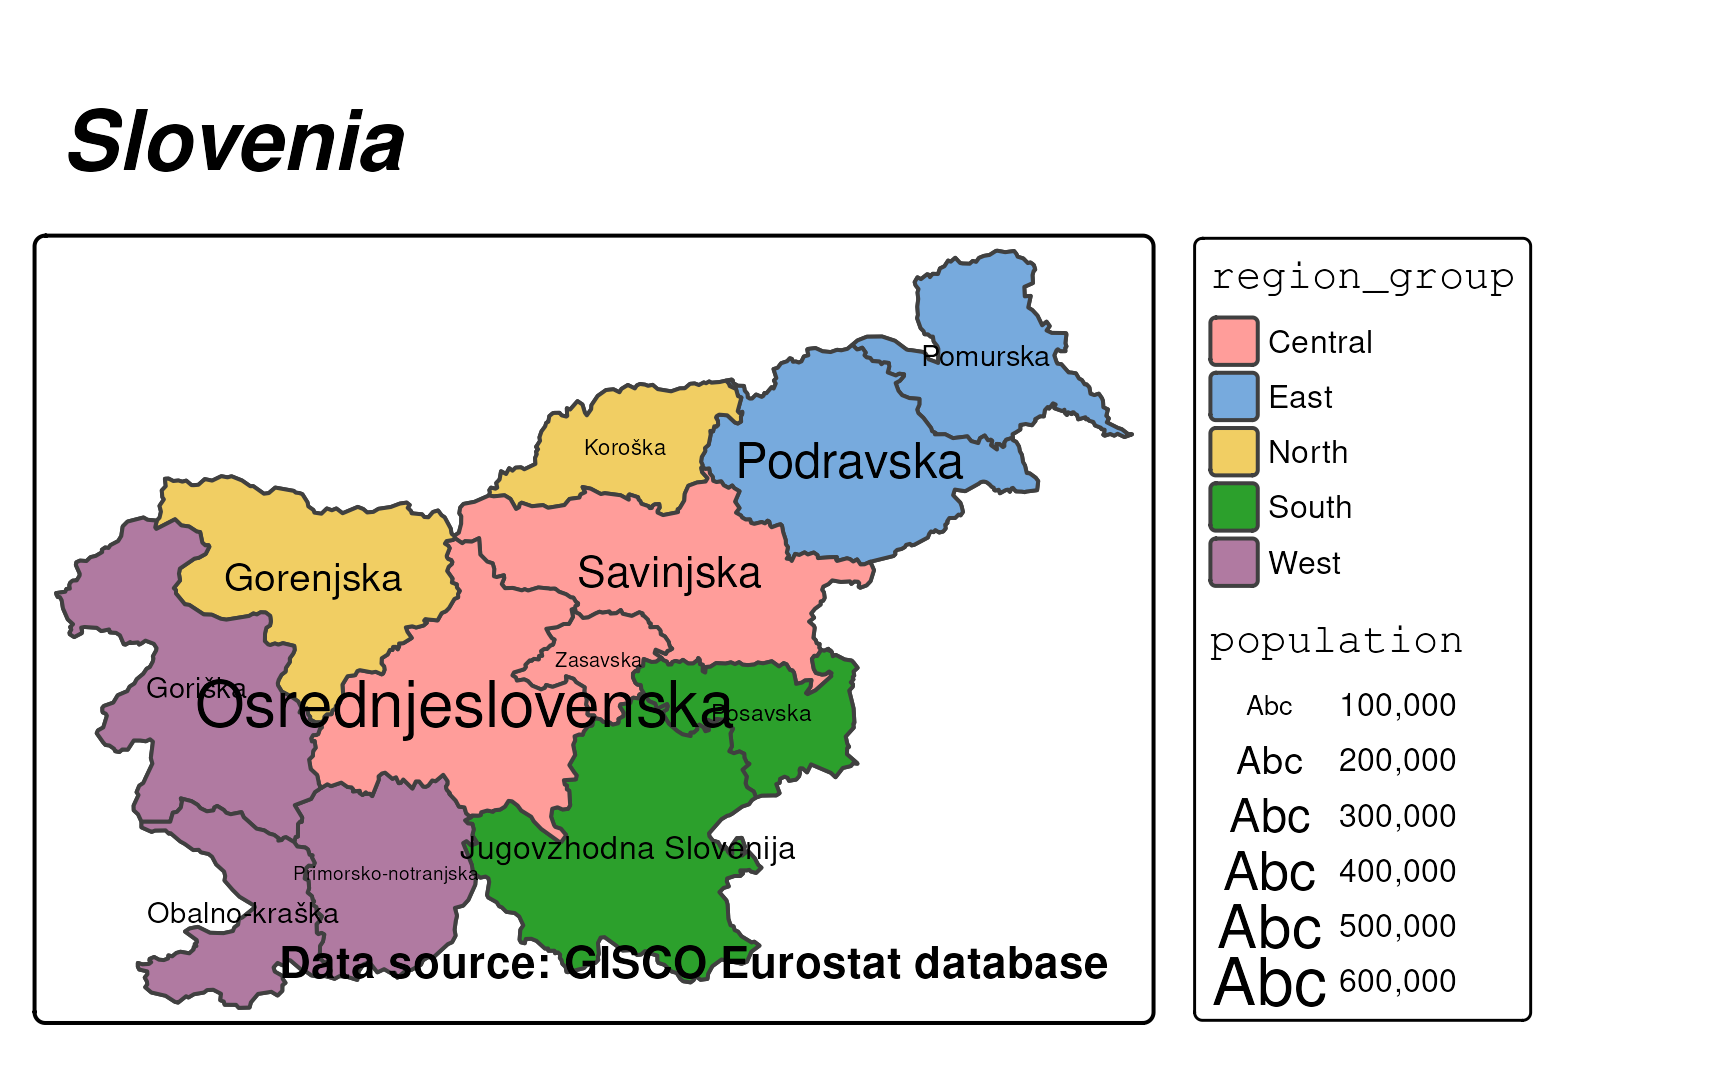 Slovenia
Pomurska
Koroška
Podravska
Gorenjska
Savinjska
Zasavska
Goriška
Osrednjeslovenska
Posavska
Jugovzhodna Slovenija
Primorsko-notranjska
Obalno-kraška
Data source: GISCO Eurostat database
region_group
Central
East
North
South
West
population
Abc 100,000
Abc 200,000
Abc 300,000
Abc 400,000
Abc 500,000
Abc 600,000